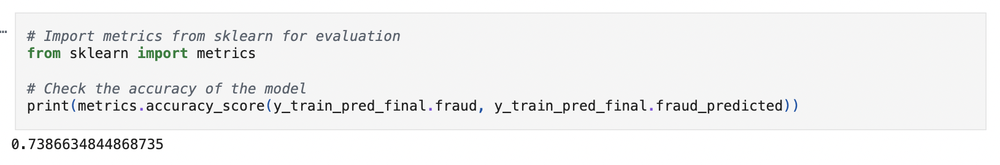 # Import metrics from sklearn for evaluation
from sklearn import metrics
# Check the accuracy of the model
print(metrics.accuracy_score(y_train_pred_final.fraud, y_train_pred_final.fraud_predicted))
0.7386634844868735